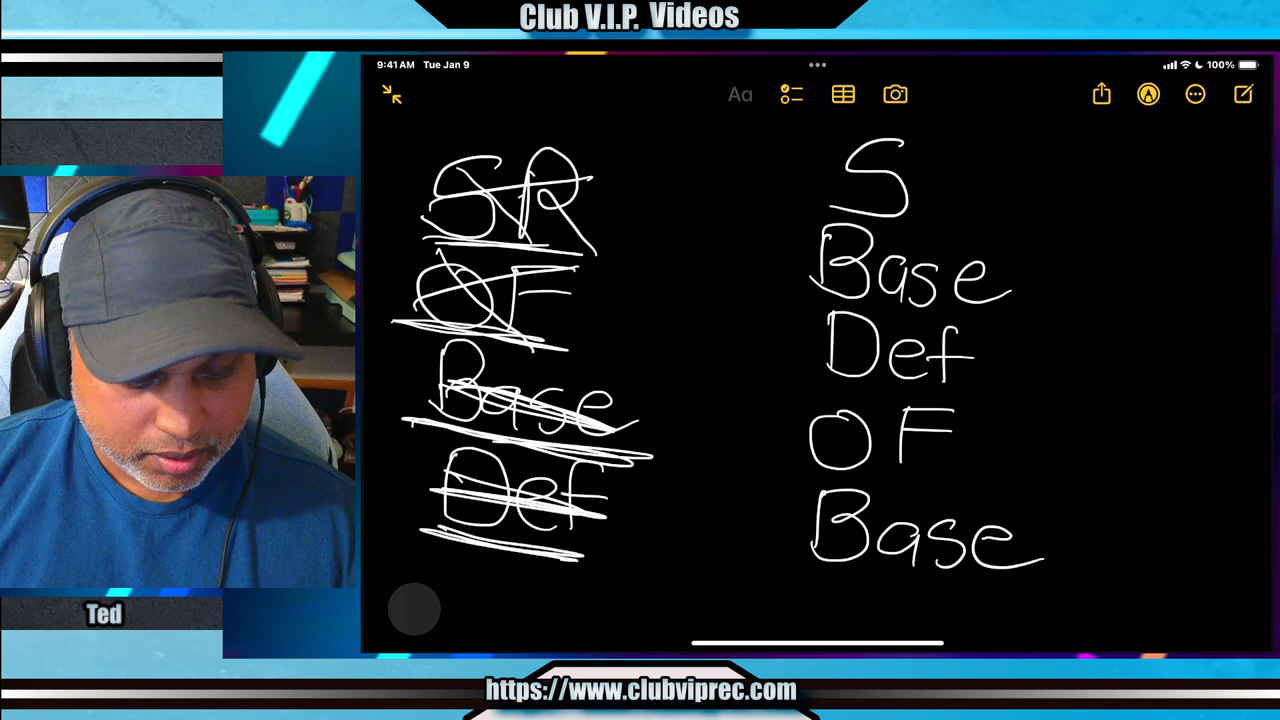 Club V.I.P. Videos
9:41 AM Tue Jan 9
100%
Aa
SR
OF
Base
Def
S
Base
Def
OF
Base
Ted
https://www.clubviprec.com